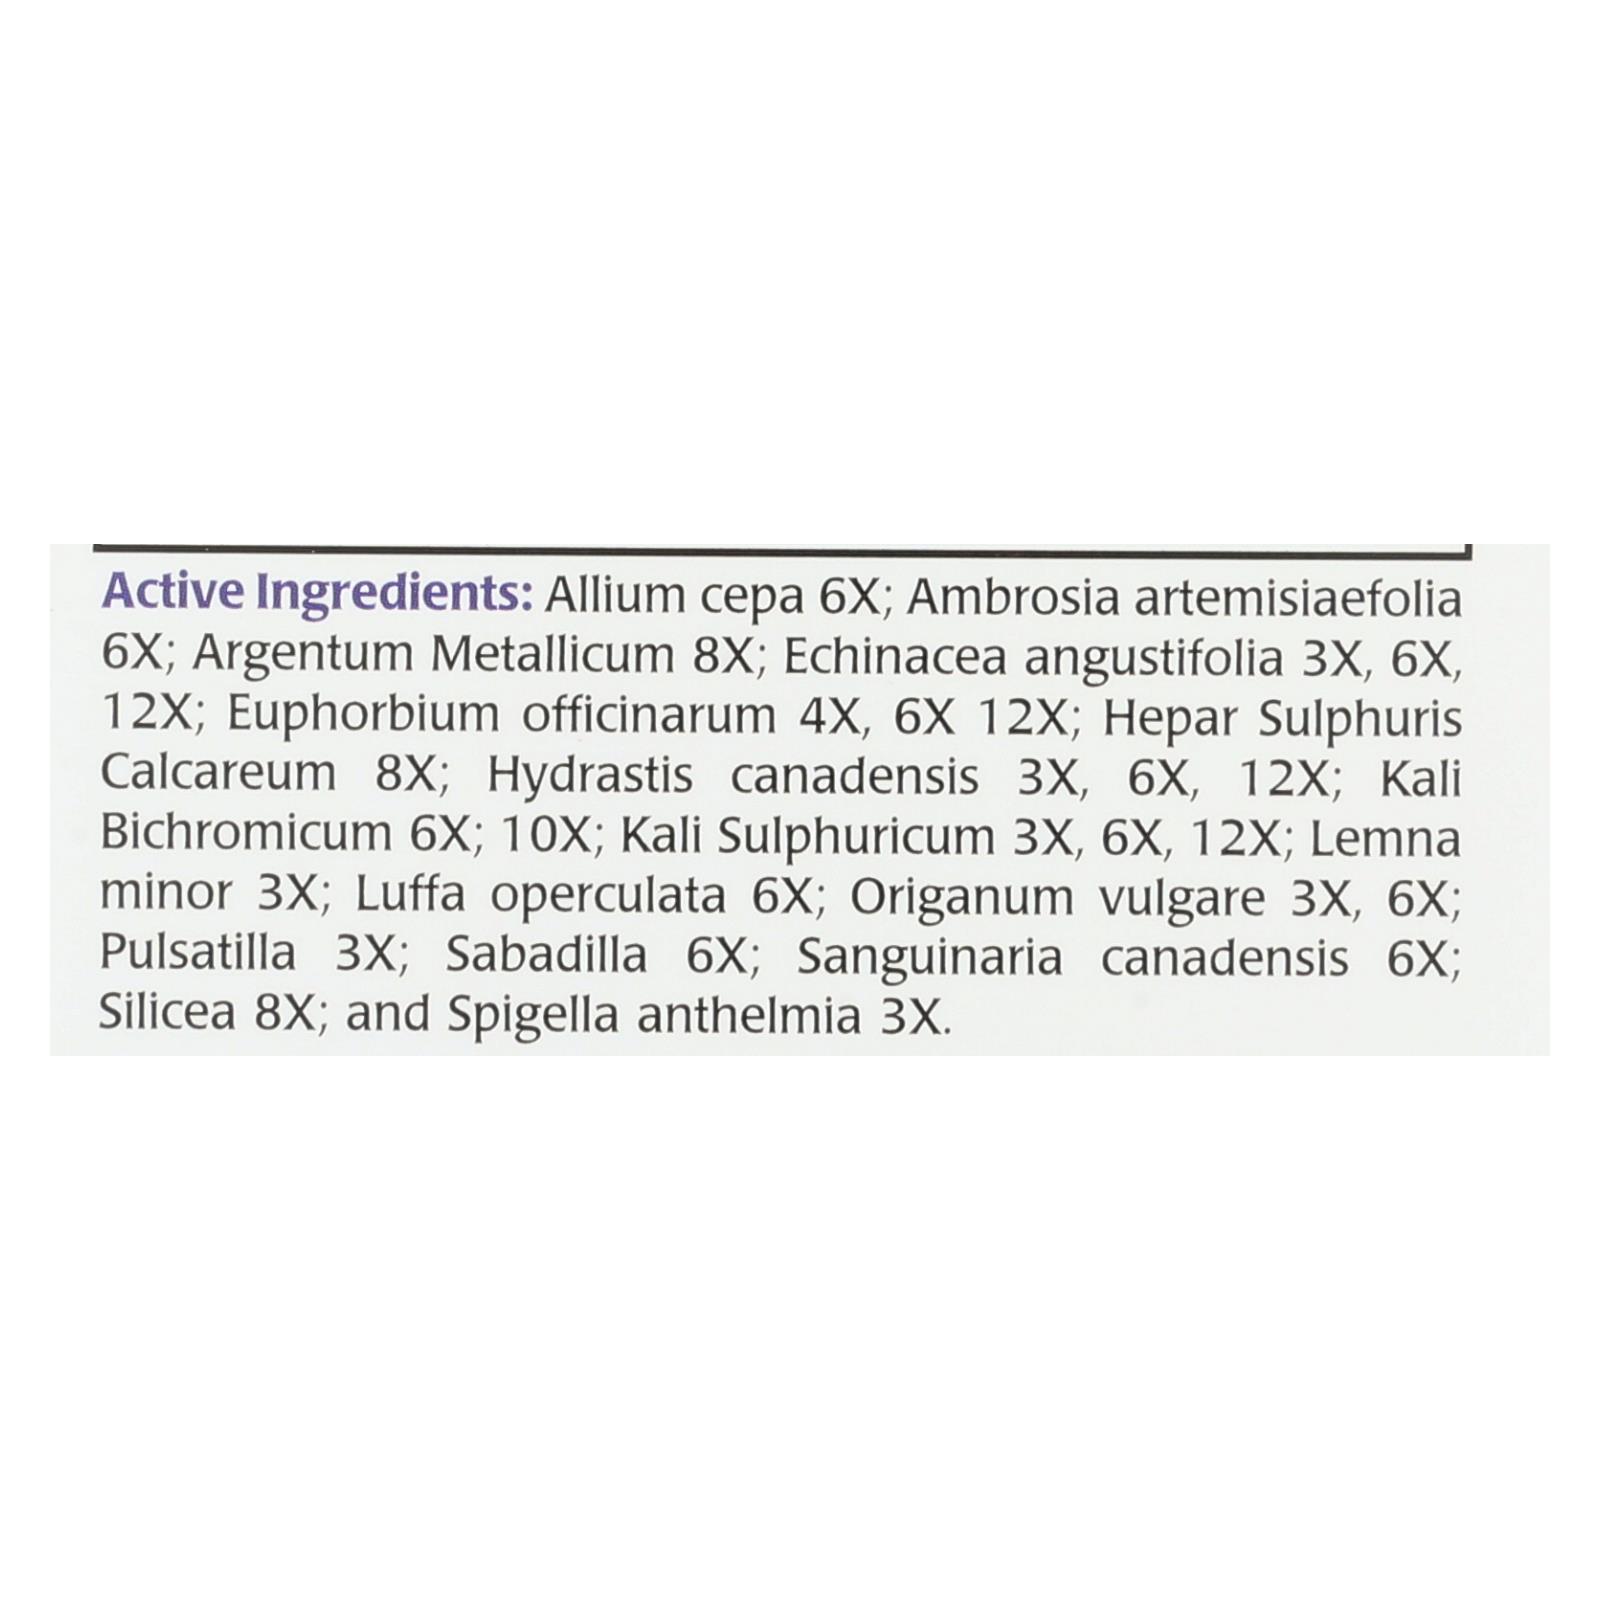 Active Ingredients: Allium cepa 6X; Ambrosia artemisiaefolia
6X; Argentum Metallicum 8X; Echinacea angustifolia 3X, 6X,
12X; Euphorbium officinarum 4X, 6X 12X; Hepar Sulphuris
Calcareum 8X; Hydrastis canadensis 3X, 6X, 12X; Kali
Bichromicum 6X; 10X; Kali Sulphuricum 3X, 6X, 12X; Lemna
minor 3X; Luffa operculata 6X; Origanum vulgare 3X, 6X;
Pulsatilla 3X; Sabadilla 6X; Sanguinaria canadensis 6X;
Silicea 8X; and Spigella anthelmia 3X.